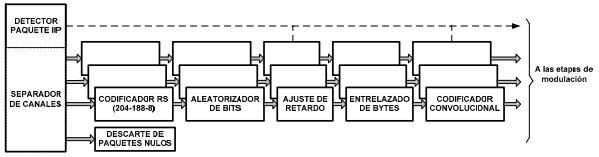 DETECTOR
PAQUETE IIP
SEPARADOR
DE CANALES
CODIFICADOR RS
(204-188-8)
ALEATORIZADOR
DE BITS
AJUSTE DE
RETARDO
ENTRELAZADO
DE BYTES
CODIFICADOR
CONVOLUCIDNAL
DESCARTE DE
PAQUETES NULOS
A las etapas de
modulación